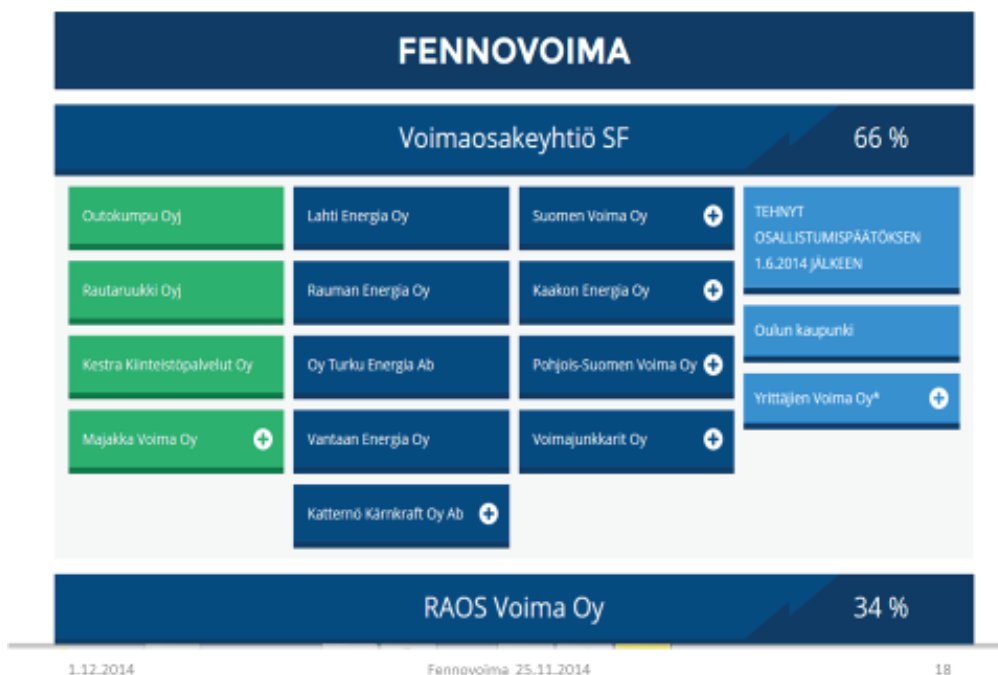 FENNOVOIMA
Voimaosakeyhtiö SF 66 %
Outokumpu Oyj
Rautaruukki Oyj
Kestra Kiinteistöpalvelut Oy
Majakka Voima Oy
Lahti Energia Oy
Rauman Energia Oy
Oy Turku Energia Ab
Vantaan Energia Oy
Katternö Kärnkraft Oy Ab
Suomen Voima Oy
Kaakon Energia Oy
Pohjois-Suomen Voima Oy
Voimajunkkarit Oy
TEHNYT
OSALLISTUMISPÄÄTÖKSEN
1.6.2014 JÄLKEEN
Oulun kaupunki
Yrittäjien Voima Oy*
RAOS Voima Oy 34 %
1.12.2014 Fennovoima 25.11.2014 18